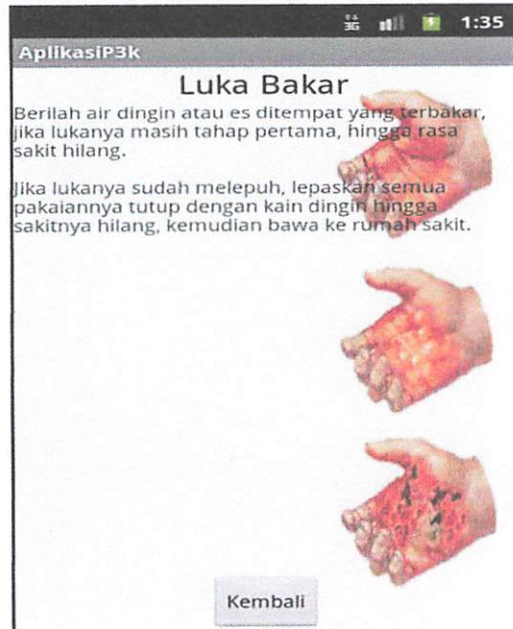 3G 1:35
AplikasiP3k
Luka Bakar
Berilah air dingin atau es ditempat yang terbakar,
jika lukanya masih tahap pertama, hingga rasa
sakit hilang.
Jika lukanya sudah melepuh, lepaskan semua
pakaiannya tutup dengan kain dingin hingga
sakitnya hilang, kemudian bawa ke rumah sakit.
Kembali